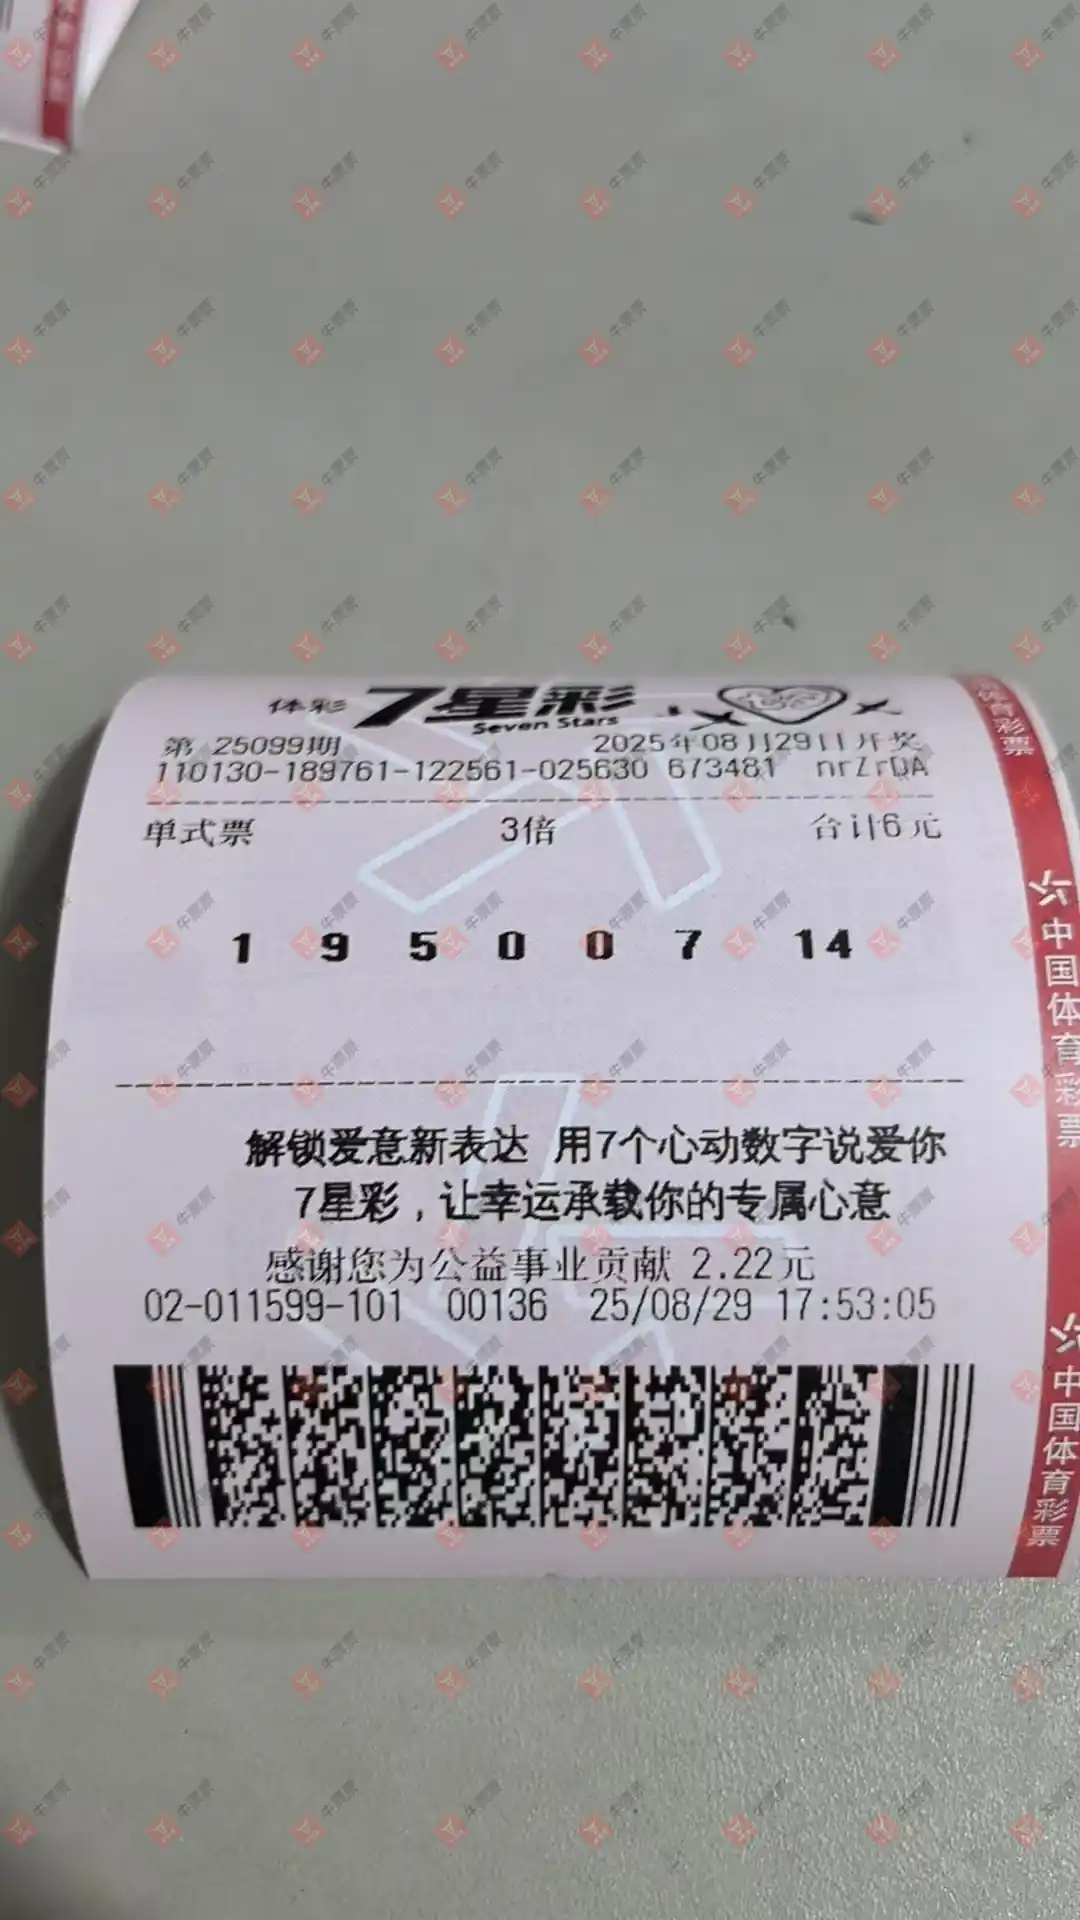 体彩 7星彩
Seven Stars
第 25099期 2025年08月29日开奖
110130-189761-122561-025630 673481 nrZrDA
单式票 3倍 合计6元
1 9 5 0 0 7 14
解锁爱意新表达 用7个心动数字说爱你
7星彩，让幸运承载你的专属心意
感谢您为公益事业贡献 2.22元
02-011599-101 00136 25/08/29 17:53:05
中国体育彩票
中国体育彩票
牛票票